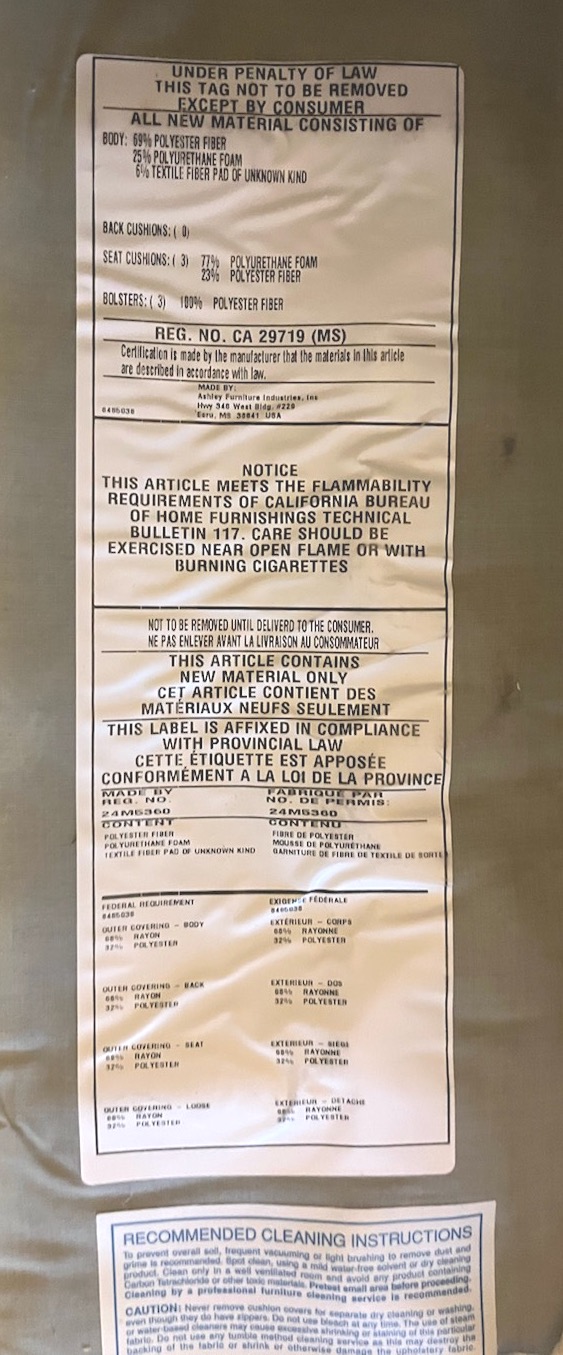 UNDER PENALTY OF LAW
THIS TAG NOT TO BE REMOVED
EXCEPT BY CONSUMER
ALL NEW MATERIAL CONSISTING OF
BODY: 69% POLYESTER FIBER
25% POLYURETHANE FOAM
6% TEXTILE FIBER PAD OF UNKNOWN KIND
BACK CUSHIONS: ( 0)
SEAT CUSHIONS: ( 3) 77% POLYURETHANE FOAM
23% POLYESTER FIBER
BOLSTERS: ( 3) 100% POLYESTER FIBER
REG. NO. CA 29719 (MS)
Certification is made by the manufacturer that the materials in this article
are described in accordance with law.
MADE BY:
Ashley Furniture Industries, Inc
Hwy 346 West Bldg. #229
8485038 Ecru, MS 38841 USA
NOTICE
THIS ARTICLE MEETS THE FLAMMABILITY
REQUIREMENTS OF CALIFORNIA BUREAU
OF HOME FURNISHINGS TECHNICAL
BULLETIN 117. CARE SHOULD BE
EXERCISED NEAR OPEN FLAME OR WITH
BURNING CIGARETTES
NOT TO BE REMOVED UNTIL DELIVERD TO THE CONSUMER.
NE PAS ENLEVER AVANT LA LIVRAISON AU CONSOMMATEUR
THIS ARTICLE CONTAINS
NEW MATERIAL ONLY
CET ARTICLE CONTIENT DES
MATÉRIAUX NEUFS SEULEMENT
THIS LABEL IS AFFIXED IN COMPLIANCE
WITH PROVINCIAL LAW
CETTE ÉTIQUETTE EST APPOSÉE
CONFORMÉMENT A LA LOI DE LA PROVINCE
MADE BY FABRIQUE PAR
REG. NO. NO. DE PERMIS:
24M5360 24M5360
CONTENT CONTENU
POLYESTER FIBER FIBRE DE POLYESTER
POLYURETHANE FOAM MOUSSE DE POLYURÉTHANE
TEXTILE FIBER PAD OF UNKNOWN KIND GARNITURE DE FIBRE DE TEXTILE DE SORTE
FEDERAL REQUIREMENT EXIGENCE FÉDÉRALE
8485038 8485038
OUTER COVERING - BODY EXTÉRIEUR - CORPS
68% RAYON 68% RAYONNE
32% POLYESTER 32% POLYESTER
OUTER COVERING - BACK EXTERIEUR - DOS
68% RAYON 68% RAYONNE
32% POLYESTER 32% POLYESTER
OUTER COVERING - SEAT EXTERIEUR - SIEGE
68% RAYON 68% RAYONNE
32% POLYESTER 32% POLYESTER
OUTER COVERING - LOOSE EXTERIEUR - DETACHE
68% RAYON 68% RAYONNE
32% POLYESTER 32% POLYESTER
RECOMMENDED CLEANING INSTRUCTIONS
To prevent overall soil, frequent vacuuming or light brushing to remove dust and
grime is recommended. Spot clean, using a mild water-free solvent or dry cleaning
product. Clean only in a well ventilated room and avoid any product containing
Carbon Tetrachloride or other toxic materials. Pretest small area before proceeding.
Cleaning by a professional furniture cleaning service is recommended.
CAUTION: Never remove cushion covers for separate dry cleaning or washing,
even though they do have zippers. Do not use bleach at any time. The use of steam
or water-based cleaners may cause excessive shrinking or staining of this particular
fabric. Do not use any tumble method cleaning service as this may destroy the
backing of the fabric or shrink or otherwise damage the upholstery fabric.